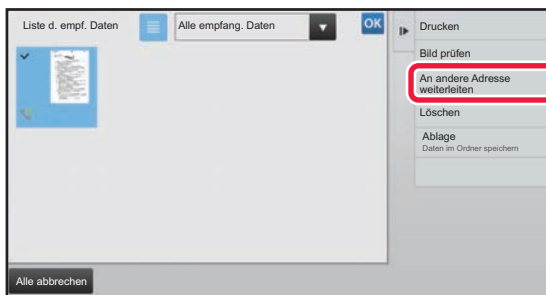 Liste d. empf. Daten
Alle empfang. Daten
OK
Drucken
Bild prüfen
An andere Adresse
weiterleiten
Löschen
Ablage
Daten im Ordner speichern
Alle abbrechen